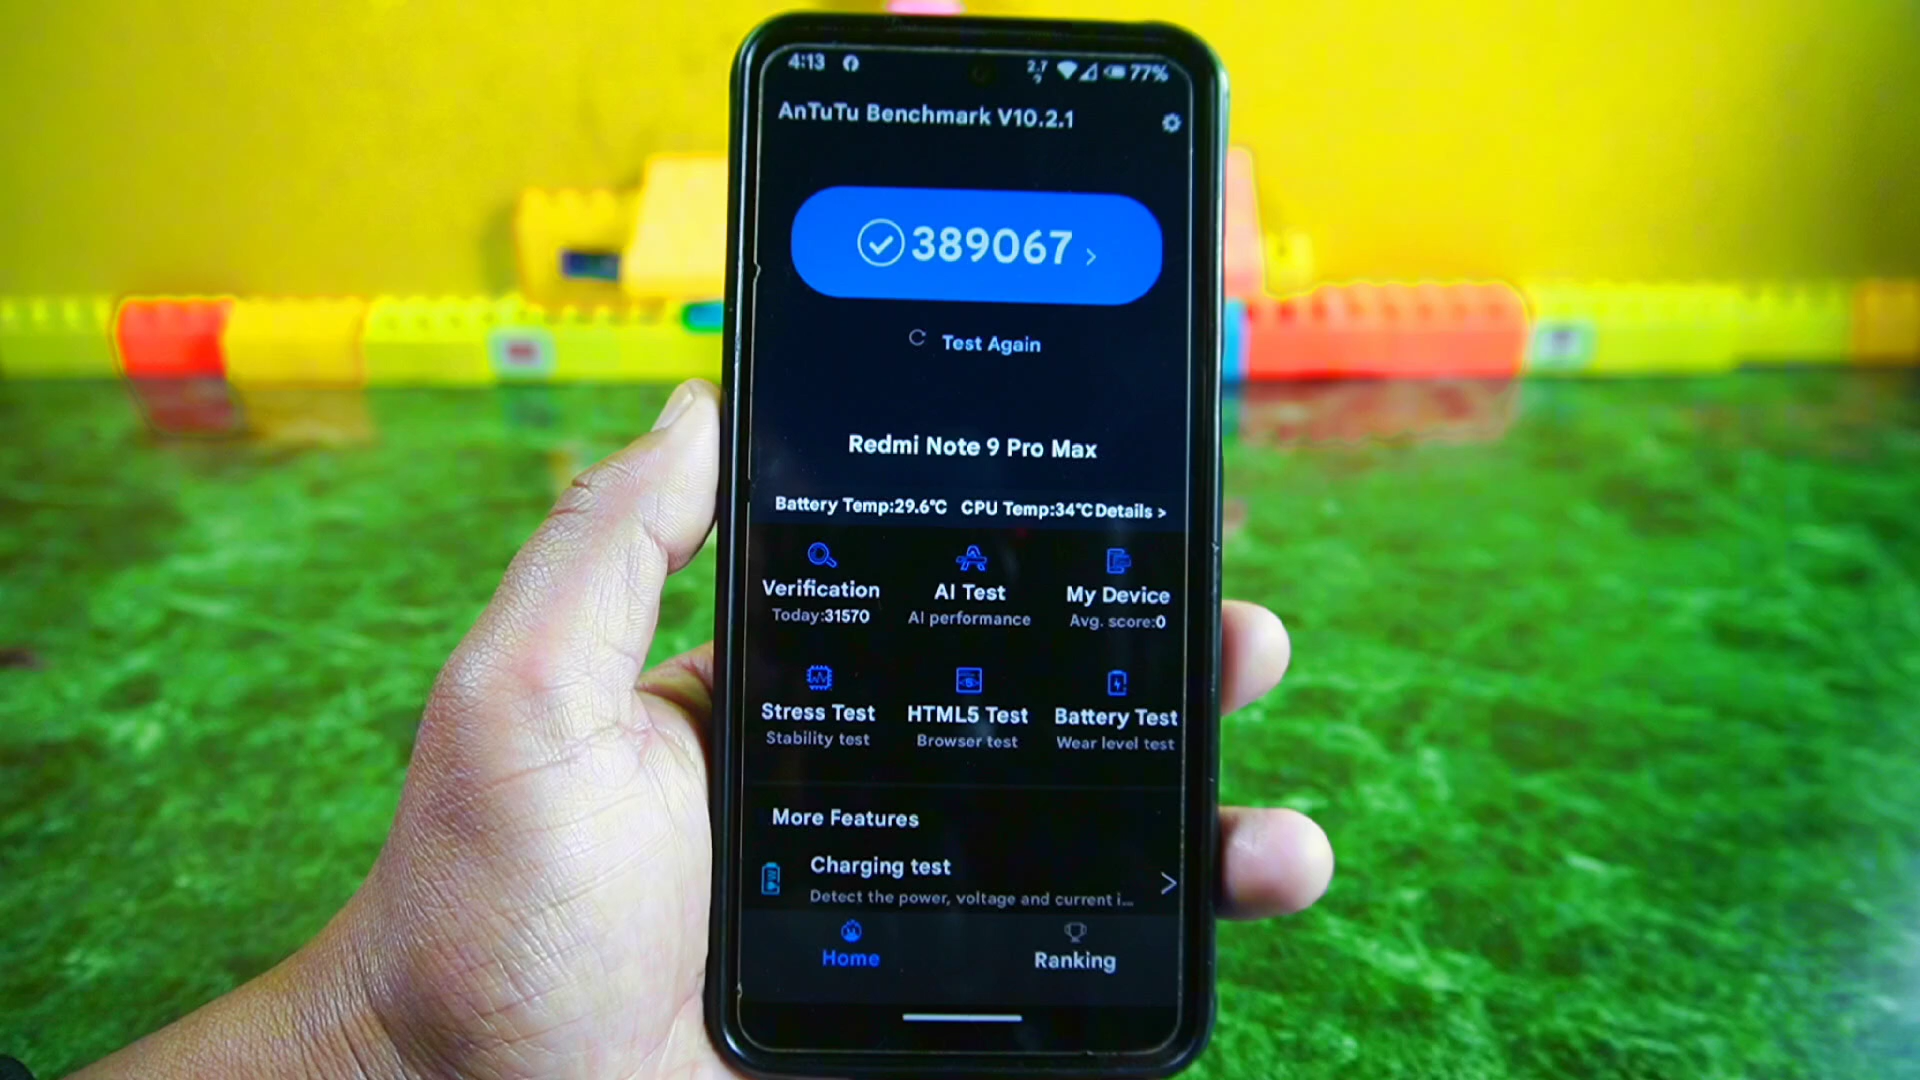 4:13 2.7 77%
AnTuTu Benchmark V10.2.1
389067 >
Test Again
Redmi Note 9 Pro Max
Battery Temp:29.6°C CPU Temp:34°C Details >
Verification AI Test My Device
Today:31570 AI performance Avg. score:0
Stress Test HTML5 Test Battery Test
Stability test Browser test Wear level test
More Features
Charging test >
Detect the power, voltage and current i...
Home Ranking